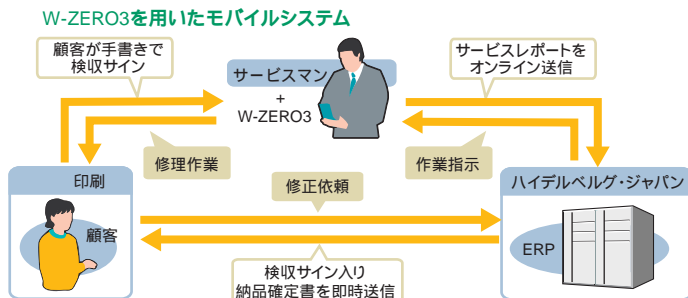 W-ZERO3を用いたモバイルシステム
顧客が手書きで
検収サイン
サービスマン
+
W-ZERO3
サービスレポートを
オンライン送信
修理作業
作業指示
印刷
顧客
修正依頼
ハイデルベルグ・ジャパン
ERP
検収サイン入り
納品確定書を即時送信